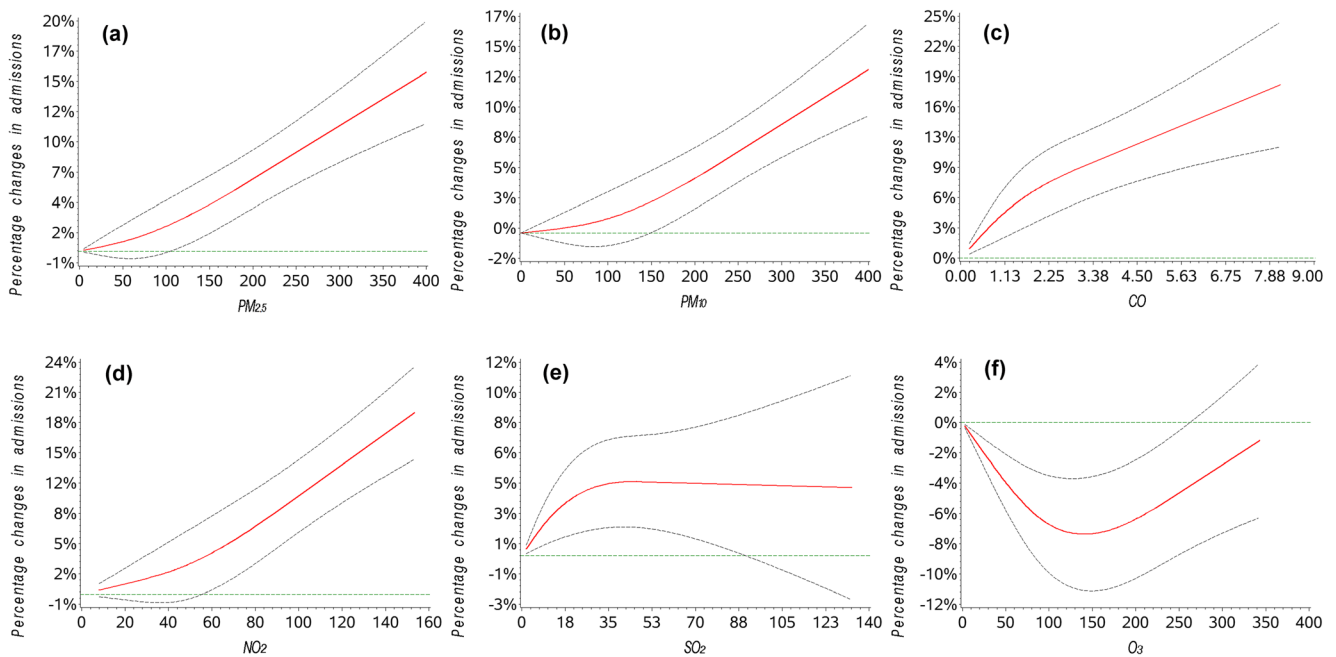 (a)
Percentage changes in admissions
20%
17%
15%
12%
10%
7%
4%
2%
-1%
0 50 100 150 200 250 300 350 400
PM2.5
(b)
Percentage changes in admissions
17%
15%
12%
10%
8%
5%
3%
0%
-2%
0 50 100 150 200 250 300 350 400
PM10
(c)
Percentage changes in admissions
25%
22%
19%
16%
13%
9%
6%
3%
0%
0.00 1.13 2.25 3.38 4.50 5.63 6.75 7.88 9.00
CO
(d)
Percentage changes in admissions
24%
21%
18%
15%
12%
8%
5%
2%
-1%
0 20 40 60 80 100 120 140 160
NO2
(e)
Percentage changes in admissions
12%
10%
8%
6%
5%
3%
1%
-1%
-3%
0 18 35 53 70 88 105 123 140
SO2
(f)
Percentage changes in admissions
4%
2%
0%
-2%
-4%
-6%
-8%
-10%
-12%
0 50 100 150 200 250 300 350 400
O3